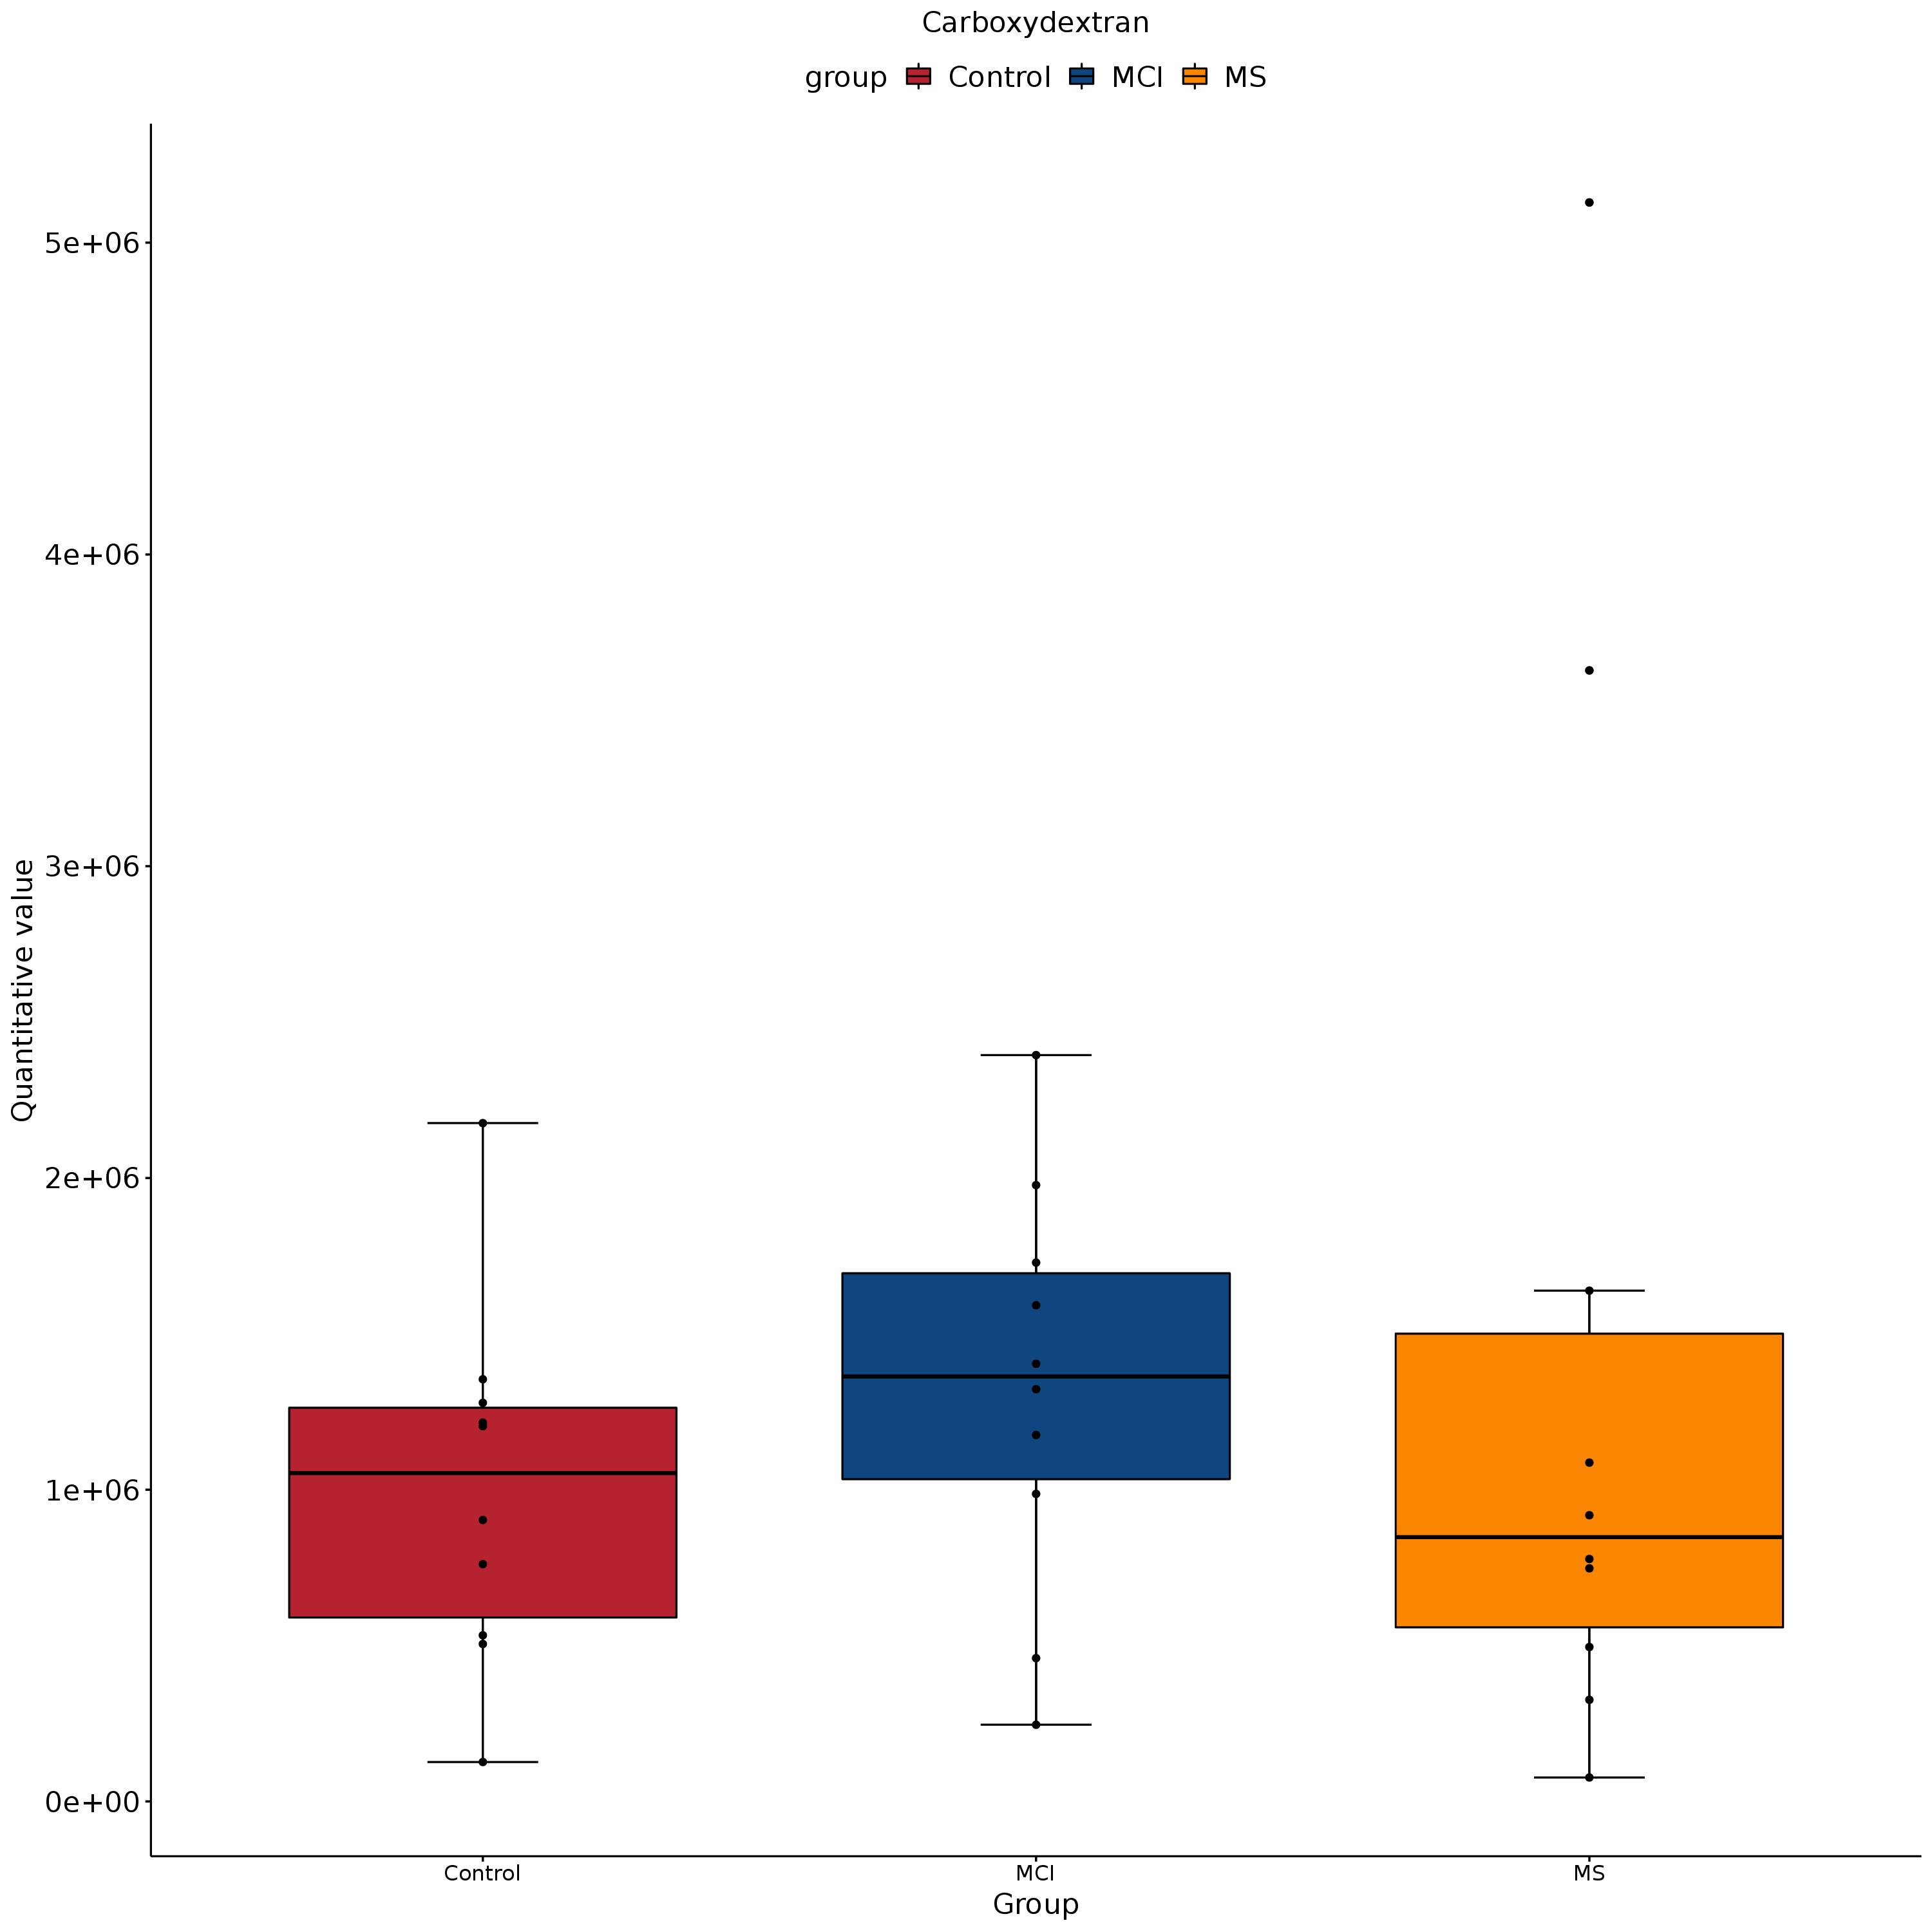 Carboxydextran
group Control MCI MS
Quantitative value
5e+06
4e+06
3e+06
2e+06
1e+06
0e+00
Control MCI MS
Group